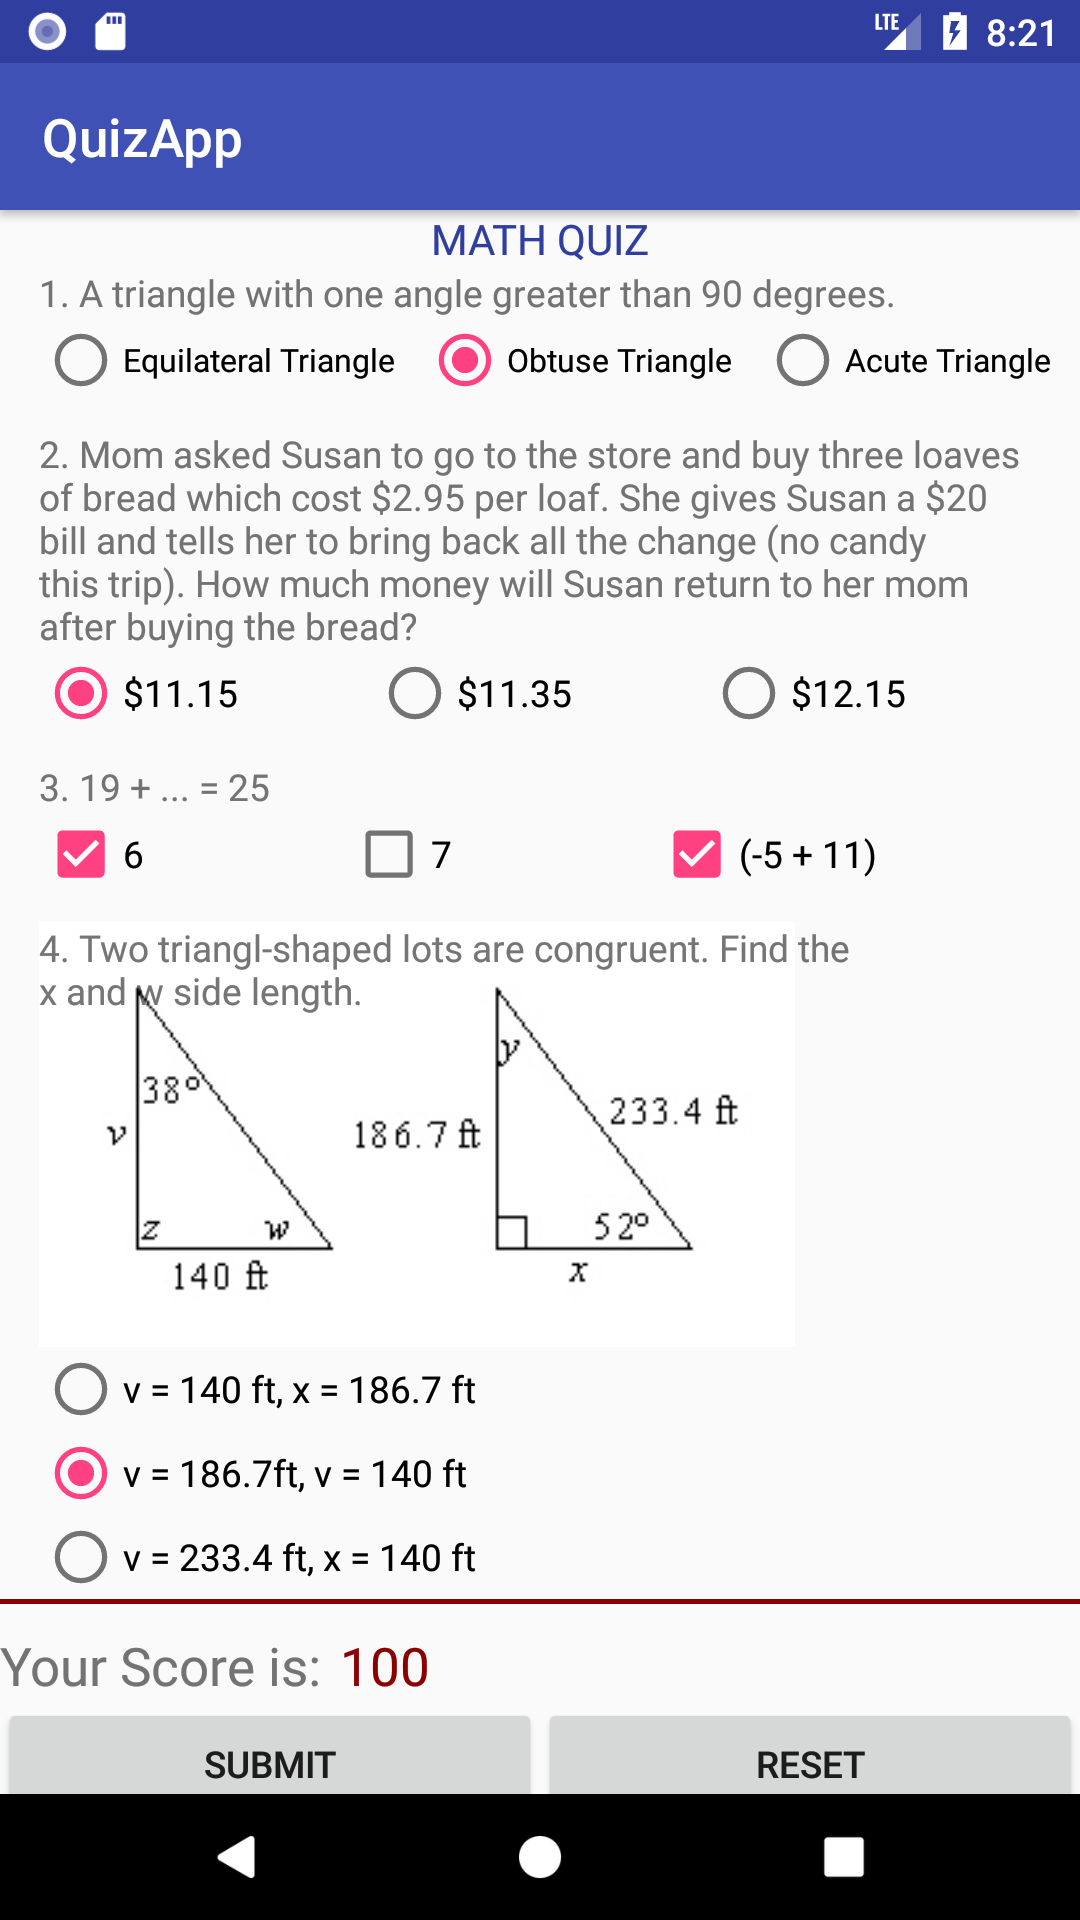 LTE 8:21
QuizApp
MATH QUIZ
1. A triangle with one angle greater than 90 degrees.
Equilateral Triangle Obtuse Triangle Acute Triangle
2. Mom asked Susan to go to the store and buy three loaves
of bread which cost $2.95 per loaf. She gives Susan a $20
bill and tells her to bring back all the change (no candy
this trip). How much money will Susan return to her mom
after buying the bread?
$11.15 $11.35 $12.15
3. 19 + ... = 25
6 7 (-5 + 11)
4. Two triangl-shaped lots are congruent. Find the
x and w side length.
y
38º
233.4 ft
v 186.7 ft
z w 52º
140 ft x
v = 140 ft, x = 186.7 ft
v = 186.7ft, v = 140 ft
v = 233.4 ft, x = 140 ft
Your Score is: 100
SUBMIT RESET